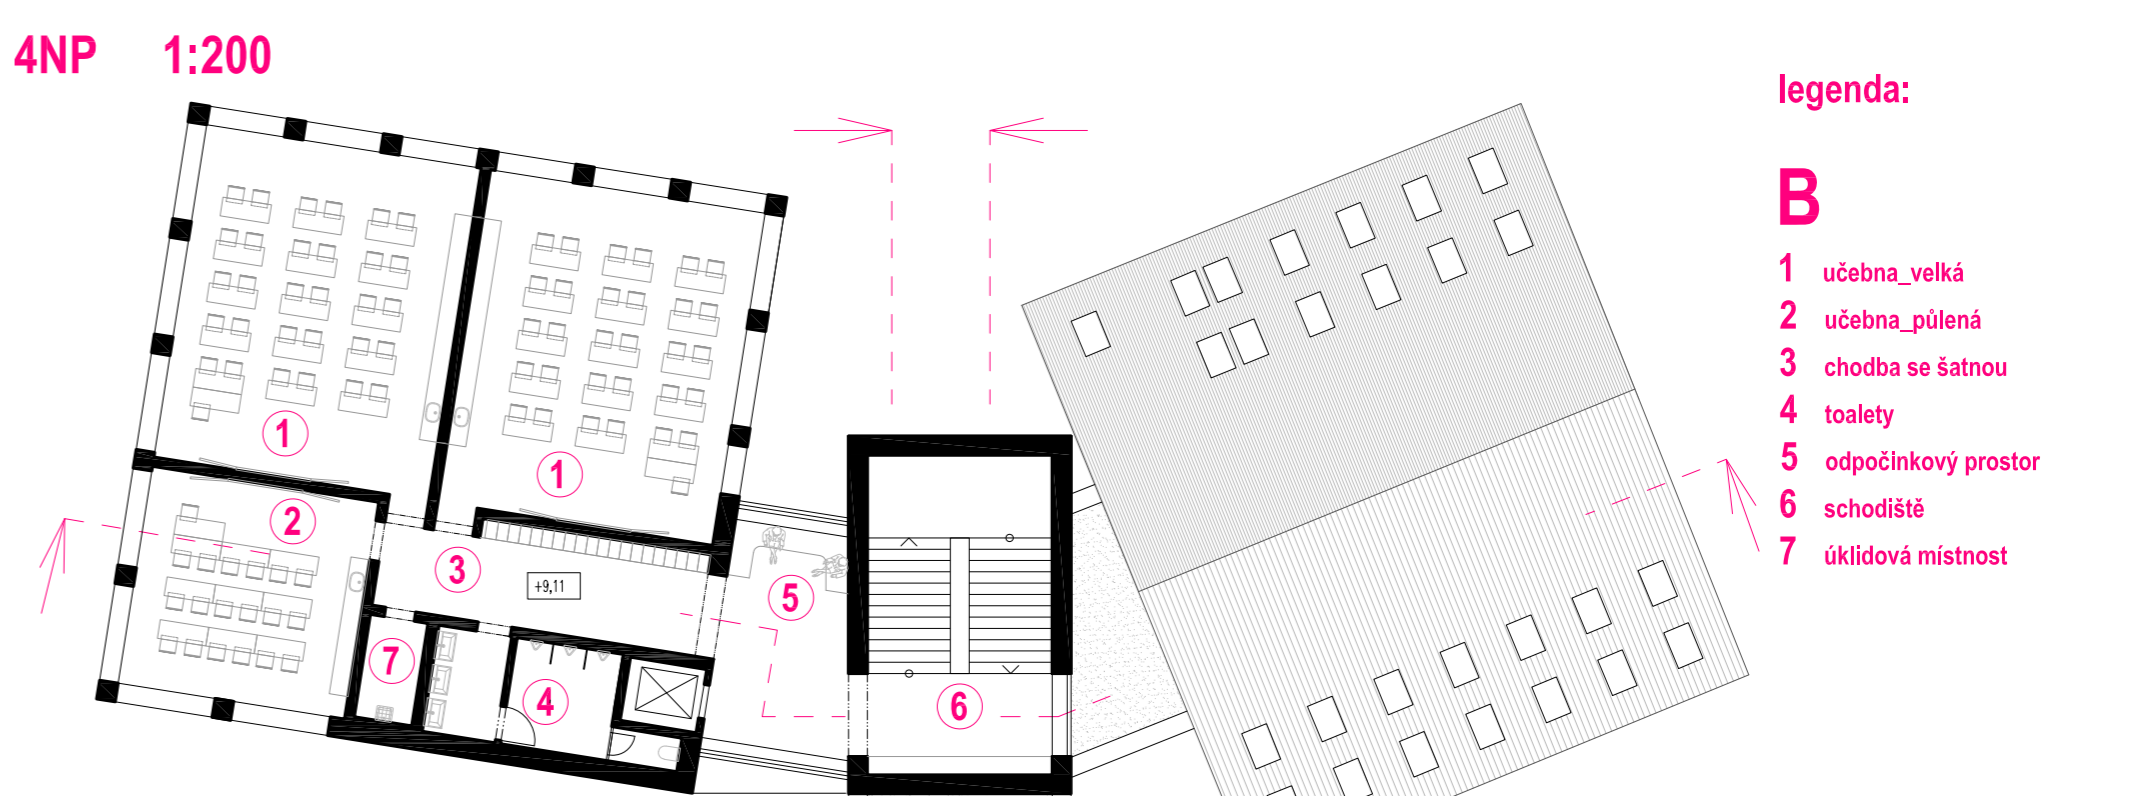 4NP 1:200
legenda:
B
1 učebna_velká
2 učebna_půlená
3 chodba se šatnou
4 toalety
5 odpočinkový prostor
6 schodiště
7 úklidová místnost
1
1
2
3
+9,11
5
7
4
6